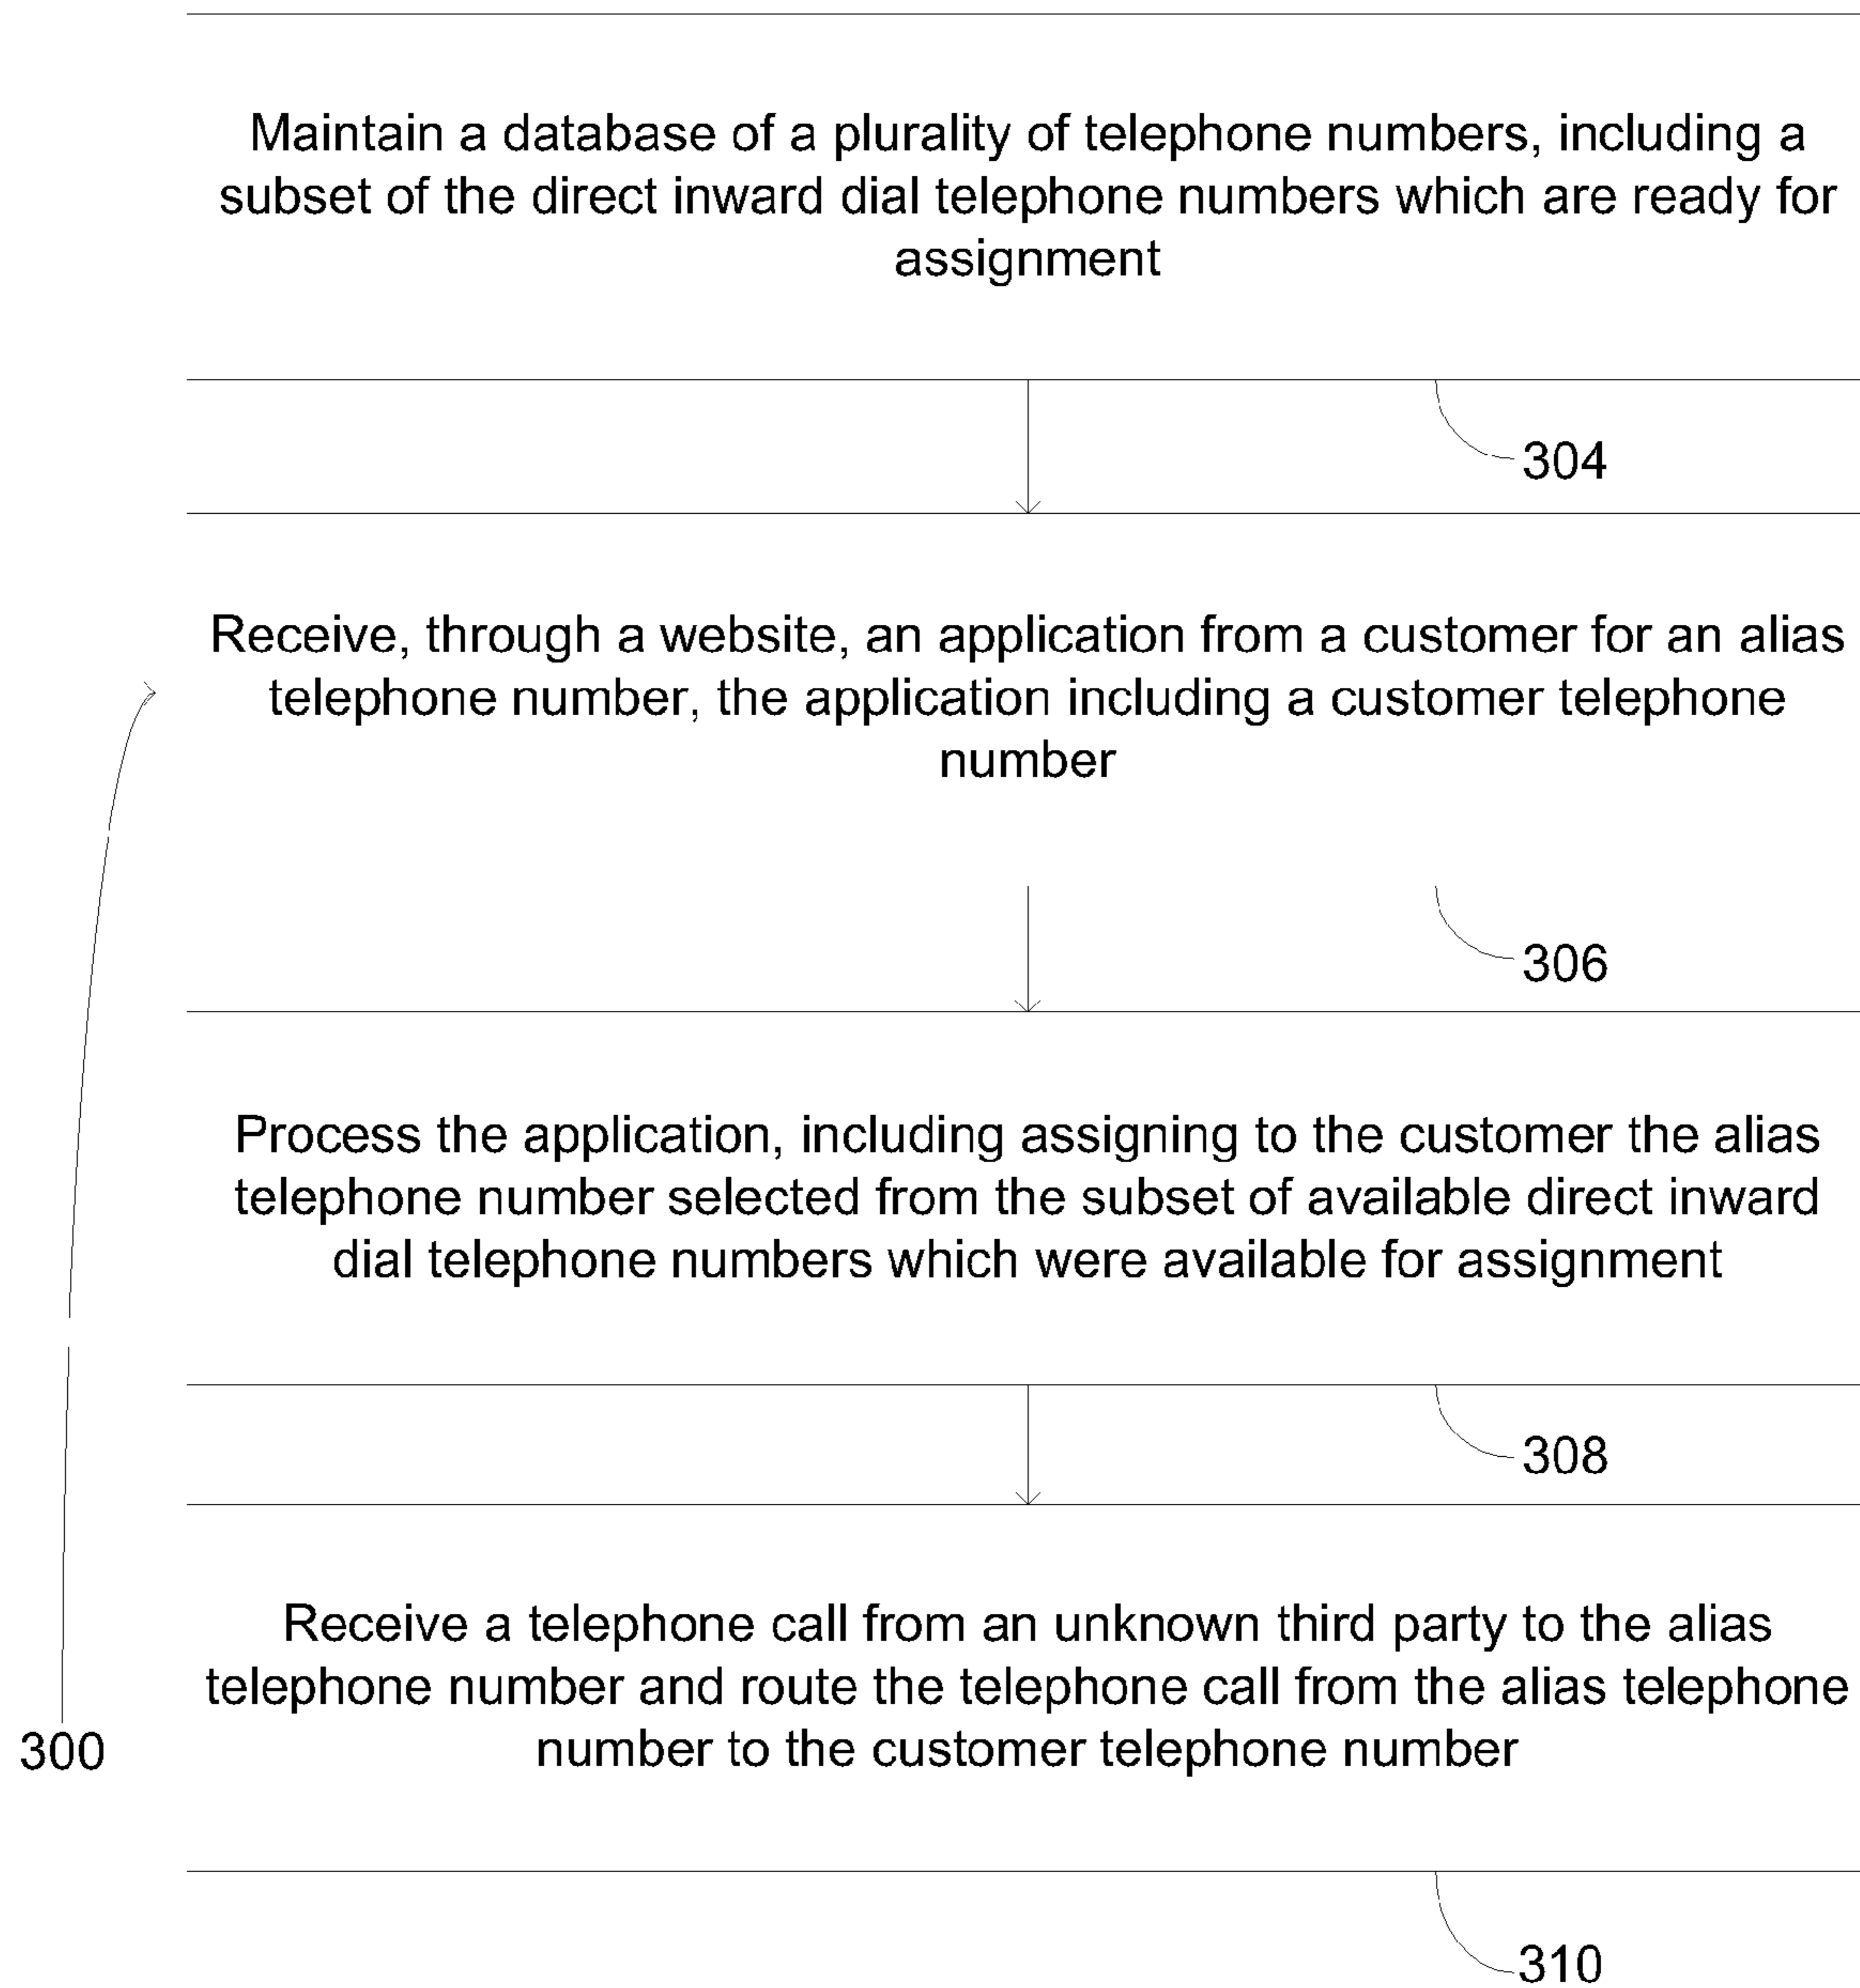 Maintain a database of a plurality of telephone numbers, including a
subset of the direct inward dial telephone numbers which are ready for
assignment
304
Receive, through a website, an application from a customer for an alias
telephone number, the application including a customer telephone
number
306
Process the application, including assigning to the customer the alias
telephone number selected from the subset of available direct inward
dial telephone numbers which were available for assignment
308
Receive a telephone call from an unknown third party to the alias
telephone number and route the telephone call from the alias telephone
number to the customer telephone number
300
310